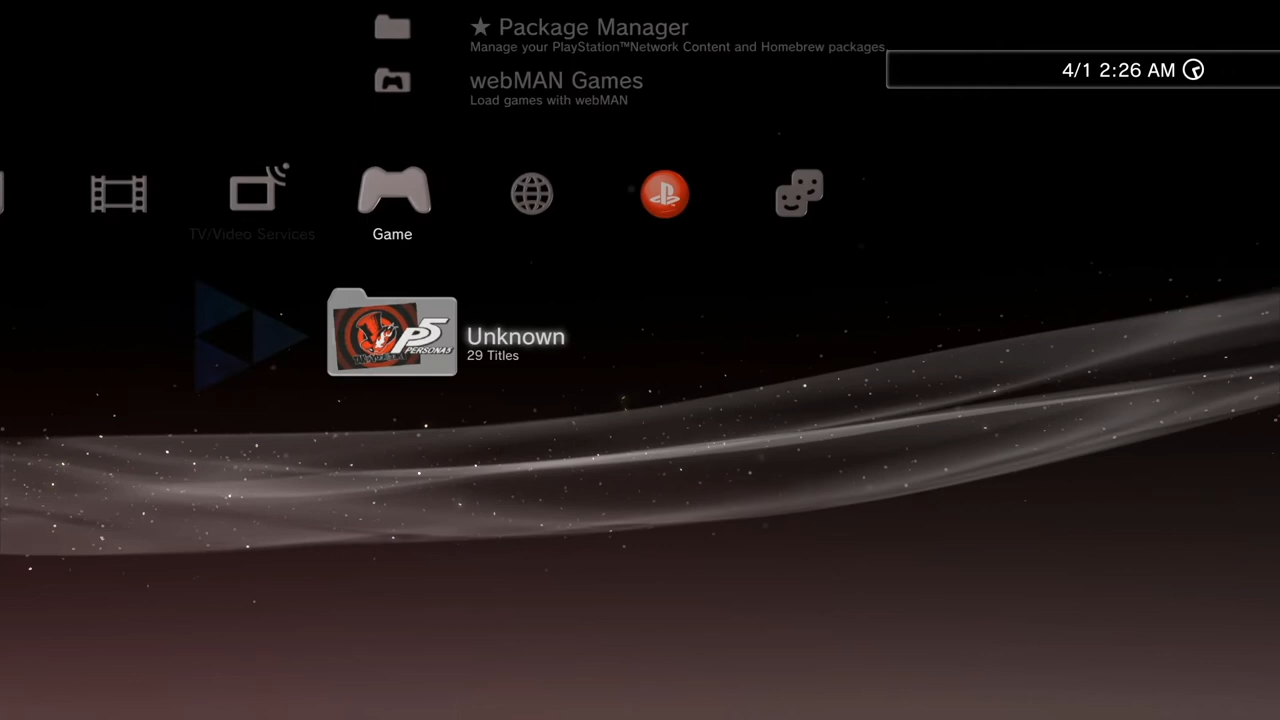 ★ Package Manager
Manage your PlayStation™Network Content and Homebrew packages.
webMAN Games
Load games with webMAN
4/1 2:26 AM
TV/Video Services
Game
P5
PERSONA5
Unknown
29 Titles